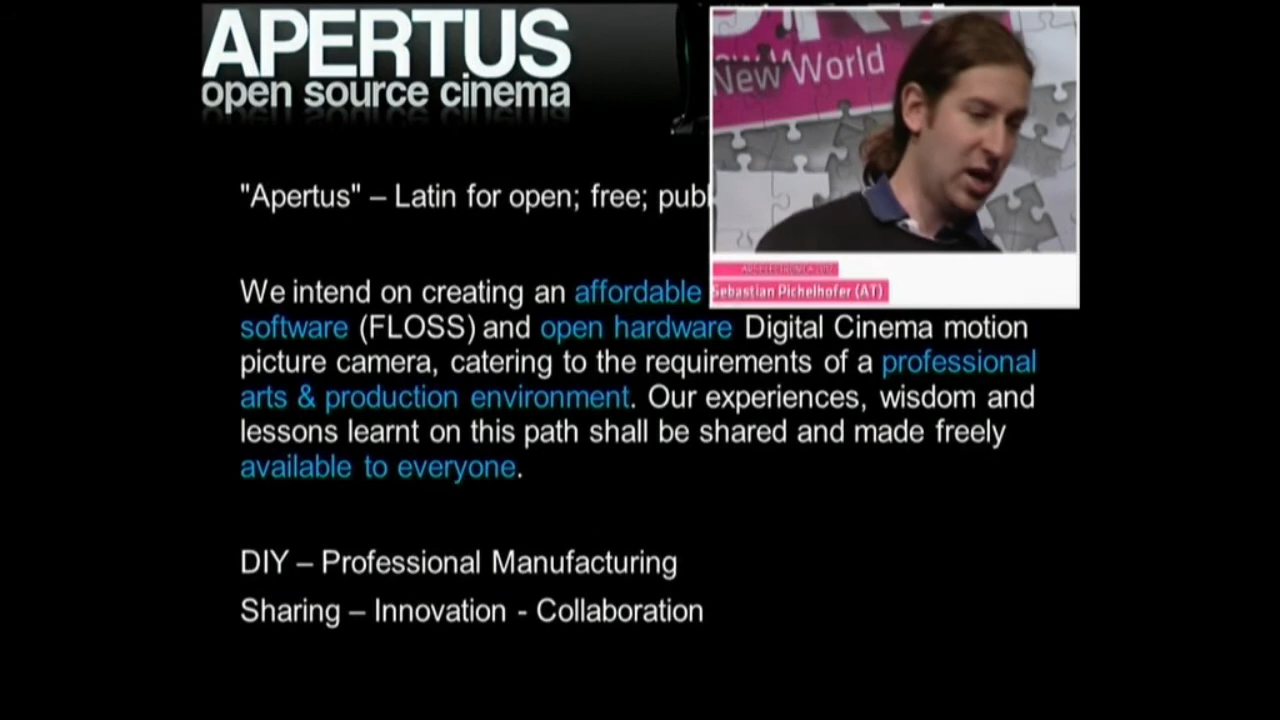 APERTUS
open source cinema
New World
"Apertus" – Latin for open; free; publ
We intend on creating an affordable
Sebastian Pichelhofer (AT)
software (FLOSS) and open hardware Digital Cinema motion
picture camera, catering to the requirements of a professional
arts & production environment. Our experiences, wisdom and
lessons learnt on this path shall be shared and made freely
available to everyone.
DIY – Professional Manufacturing
Sharing – Innovation - Collaboration